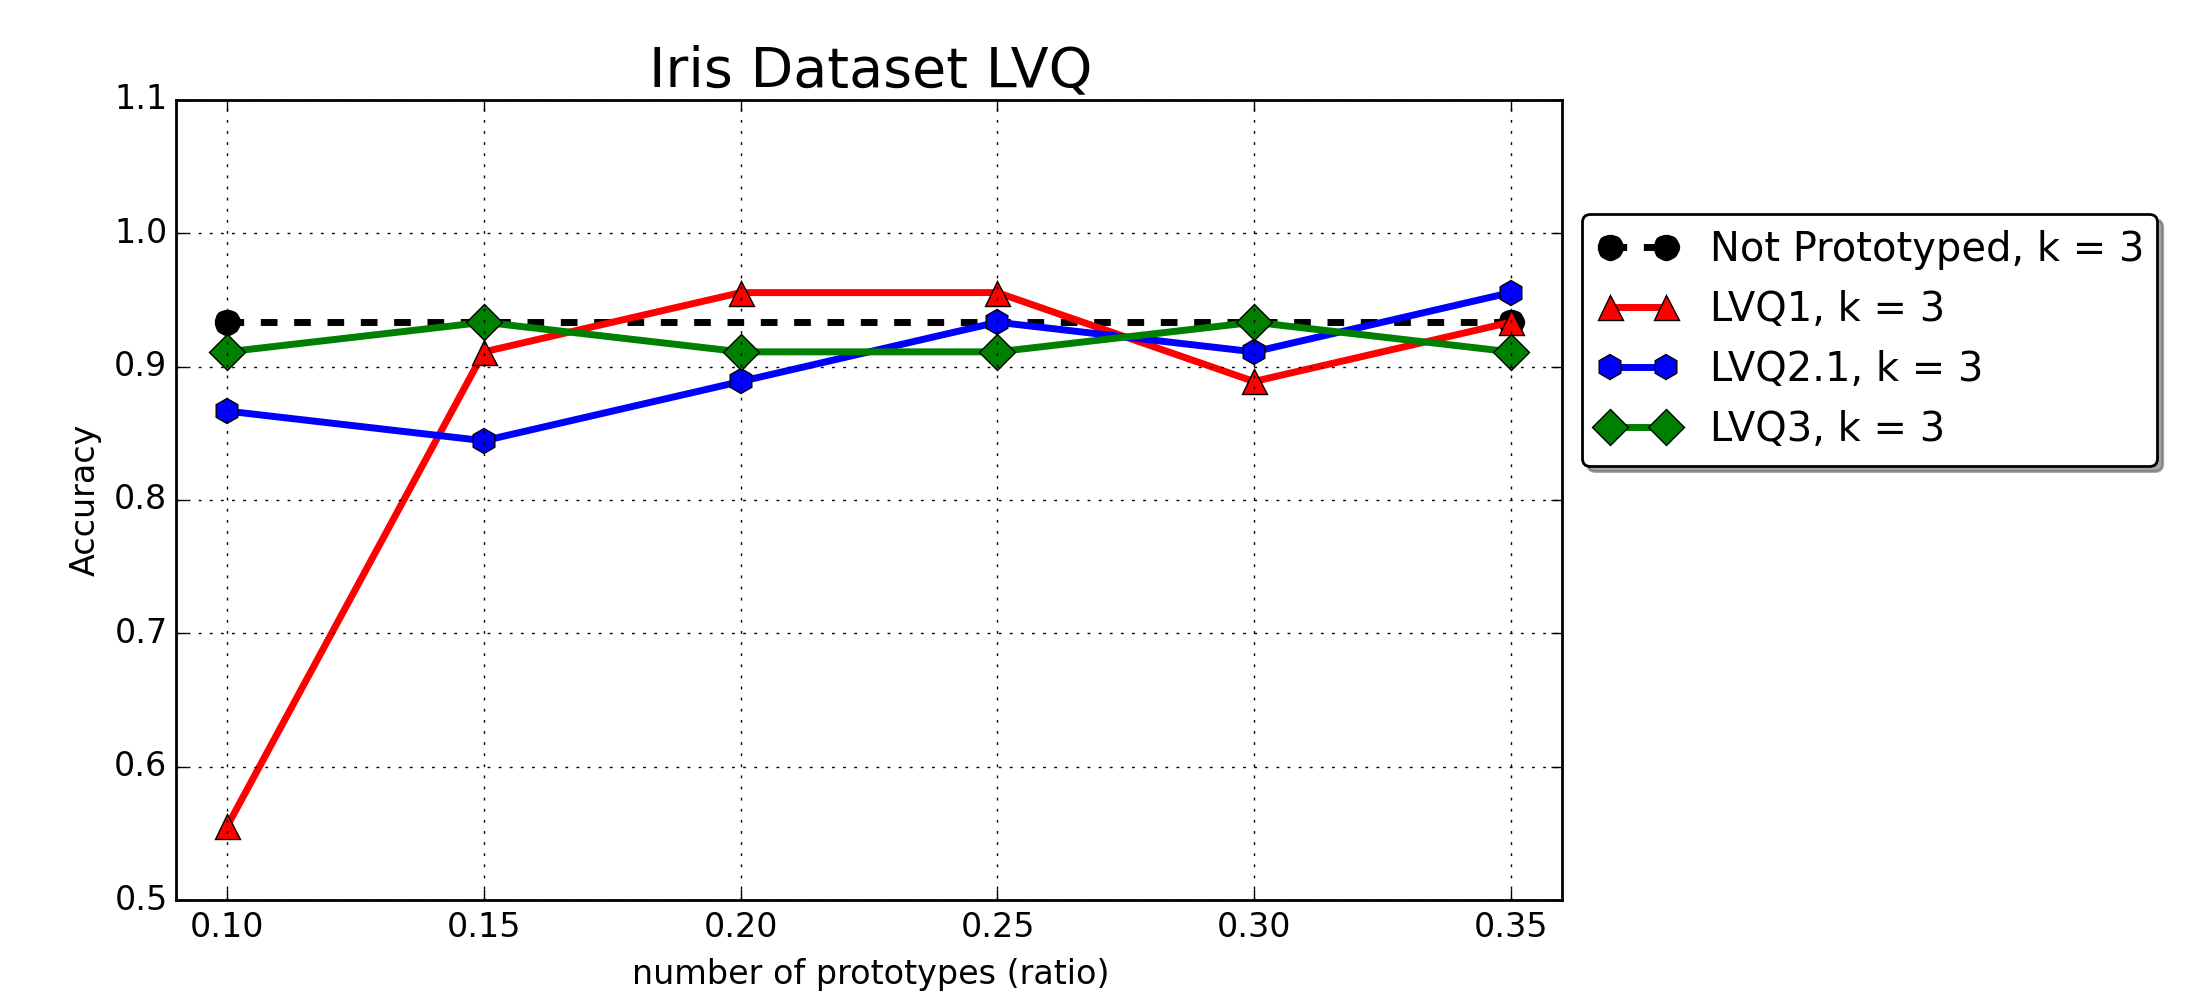 Iris Dataset LVQ
1.1
1.0
0.9
0.8
0.7
0.6
0.5
Accuracy
0.10 0.15 0.20 0.25 0.30 0.35
number of prototypes (ratio)
Not Prototyped, k = 3
LVQ1, k = 3
LVQ2.1, k = 3
LVQ3, k = 3